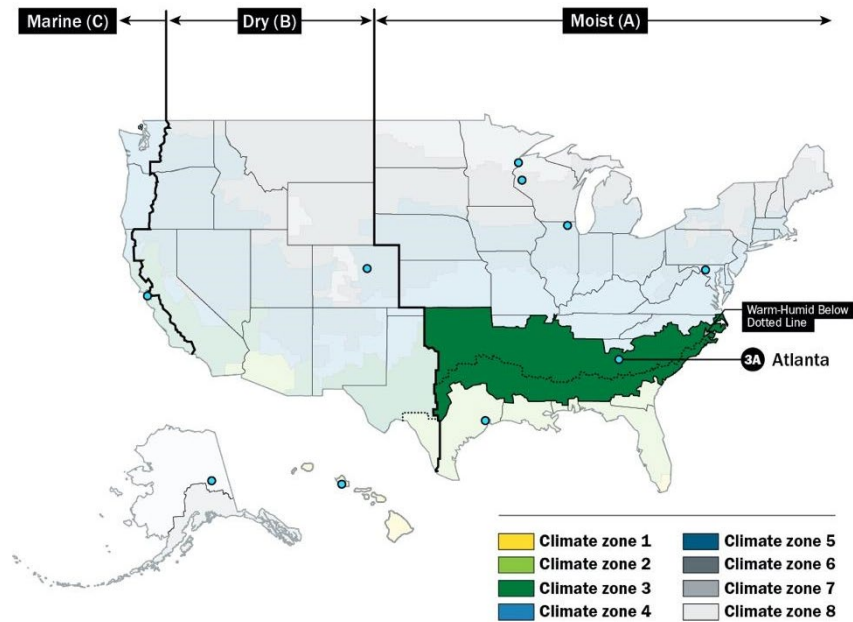 Marine (C)
Dry (B)
Moist (A)
Warm-Humid Below
Dotted Line
3A Atlanta
Climate zone 1
Climate zone 2
Climate zone 3
Climate zone 4
Climate zone 5
Climate zone 6
Climate zone 7
Climate zone 8